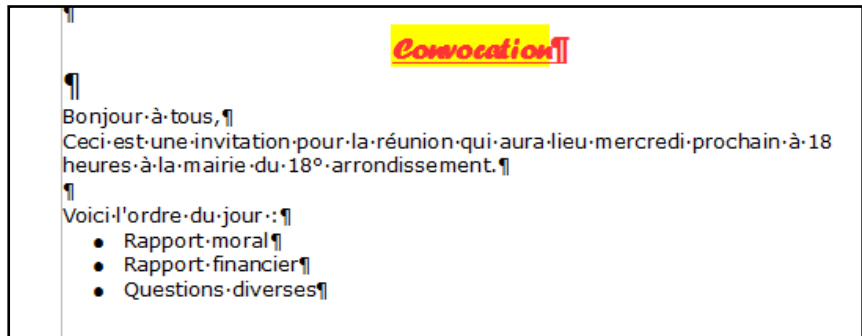 ¶
Convocation¶
¶
Bonjour·à·tous,¶
Ceci·est·une·invitation·pour·la·réunion·qui·aura·lieu·mercredi·prochain·à·18
heures·à·la·mairie·du·18°·arrondissement.¶
¶
Voici·l'ordre·du·jour·:¶
• Rapport·moral¶
• Rapport·financier¶
• Questions·diverses¶